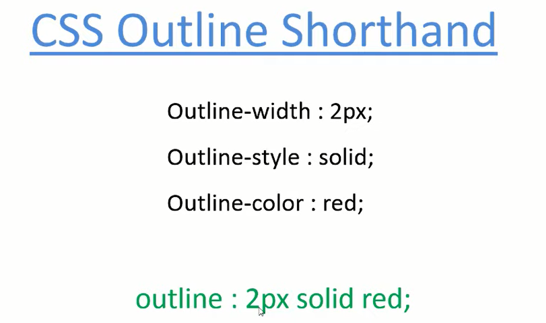 CSS Outline Shorthand
Outline-width : 2px;
Outline-style : solid;
Outline-color : red;
outline : 2px solid red;